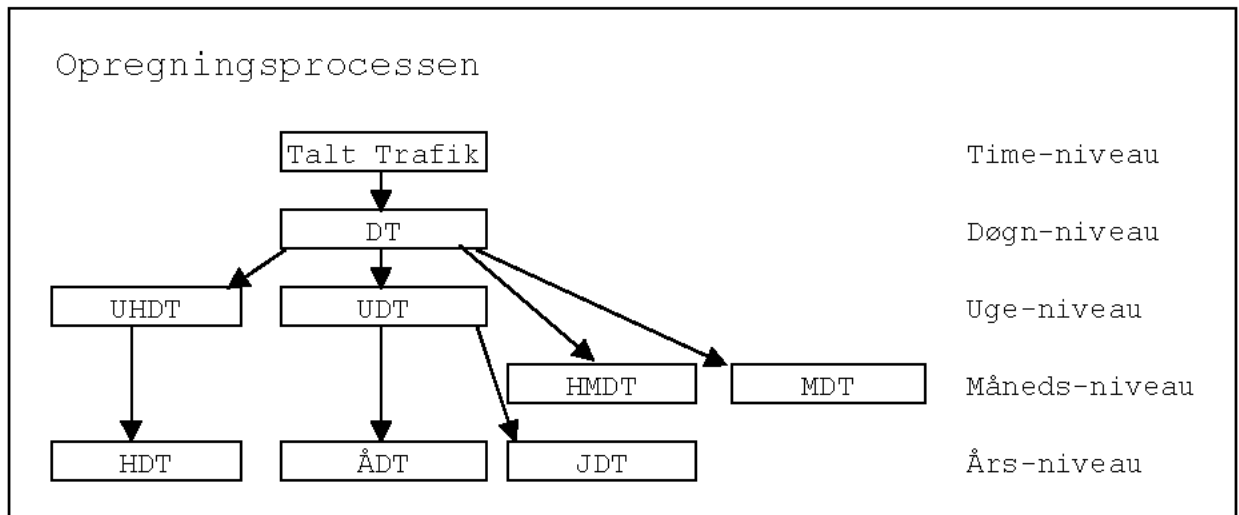 Opregningsprocessen
Talt Trafik Time-niveau
DT Døgn-niveau
UHDT UDT Uge-niveau
HMDT MDT Måneds-niveau
HDT ÅDT JDT Års-niveau